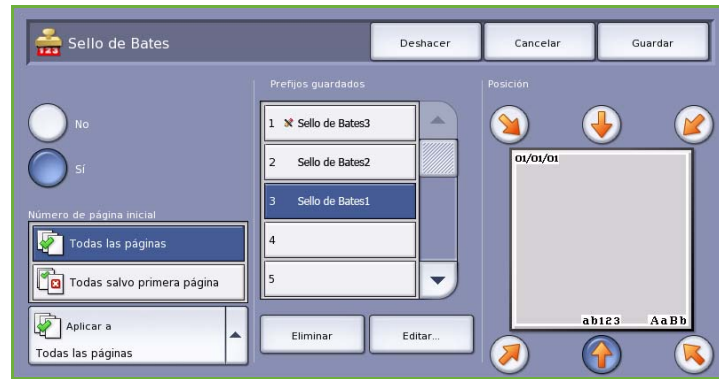 123
Sello de Bates
Deshacer
Cancelar
Guardar
Prefijos guardados
Posición
No
Sí
1 Sello de Bates3
2 Sello de Bates2
3 Sello de Bates1
4
5
Número de página inicial
Todas las páginas
Todas salvo primera página
Aplicar a
Todas las páginas
Eliminar
Editar...
01/01/01
ab123 AaBb